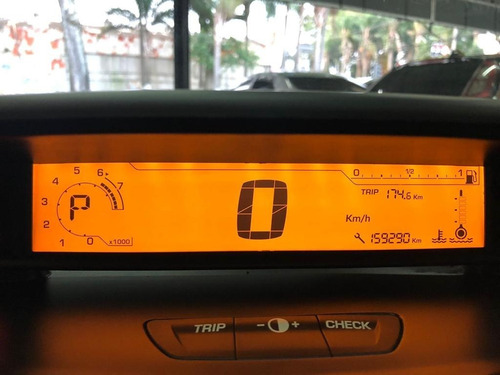 0 1/2 1
5 6
4 7
3 P
2
1 0 x1000
0
TRIP 174.6 Km
Km/h
159290 Km
TRIP - + CHECK